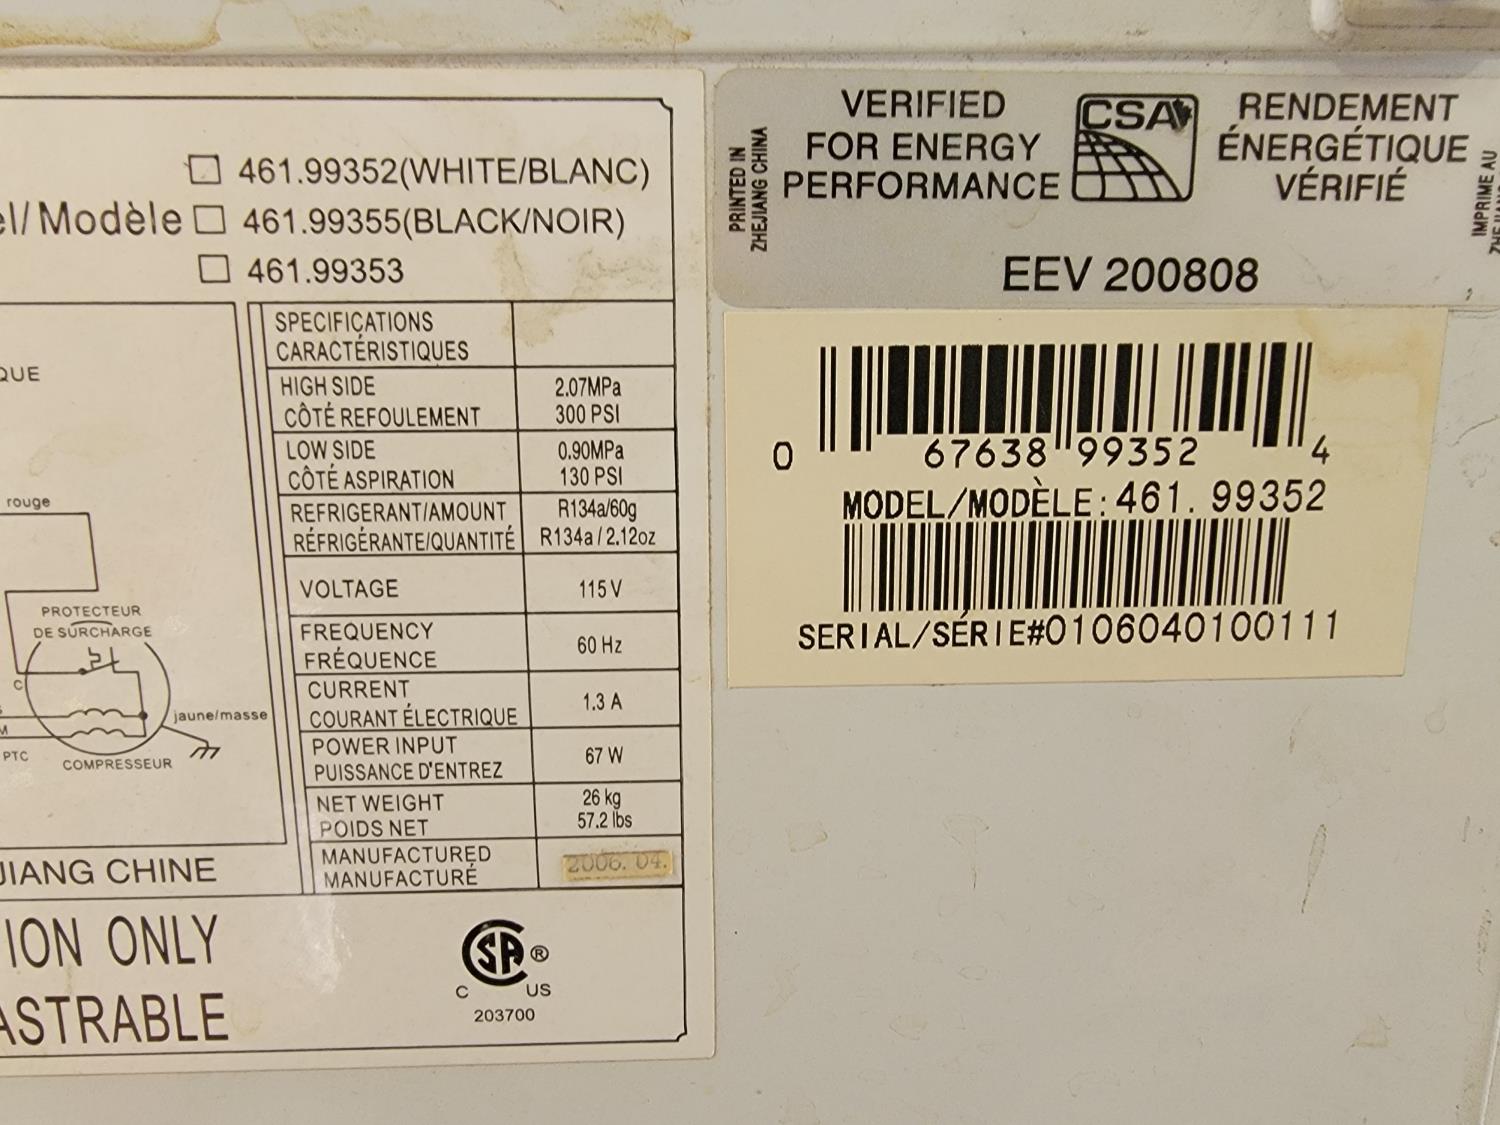 461.99352(WHITE/BLANC)
el/Modèle 461.99355(BLACK/NOIR)
461.99353
QUE
rouge
PROTECTEUR
DE SURCHARGE
C
M
jaune/masse
PTC
COMPRESSEUR
SPECIFICATIONS
CARACTÉRISTIQUES
HIGH SIDE 2.07MPa
CÔTÉ REFOULEMENT 300 PSI
LOW SIDE 0.90MPa
CÔTÉ ASPIRATION 130 PSI
REFRIGERANT/AMOUNT R134a/60g
RÉFRIGÉRANTE/QUANTITÉ R134a/2.12oz
VOLTAGE 115 V
FREQUENCY
FRÉQUENCE 60 Hz
CURRENT
COURANT ÉLECTRIQUE 1.3 A
POWER INPUT
PUISSANCE D'ENTREZ 67 W
NET WEIGHT 26 kg
POIDS NET 57.2 lbs
MANUFACTURED
MANUFACTURÉ 2006. 04.
JIANG CHINE
ION ONLY
ASTRABLE
CSA ®
C US
203700
PRINTED IN
ZHEJIANG CHINA
VERIFIED
FOR ENERGY
PERFORMANCE
CSA
RENDEMENT
ÉNERGÉTIQUE
VÉRIFIÉ
IMPRIME AU
EEV 200808
0 67638 99352 4
MODEL/MODÈLE:461.99352
SERIAL/SÉRIE#0106040100111